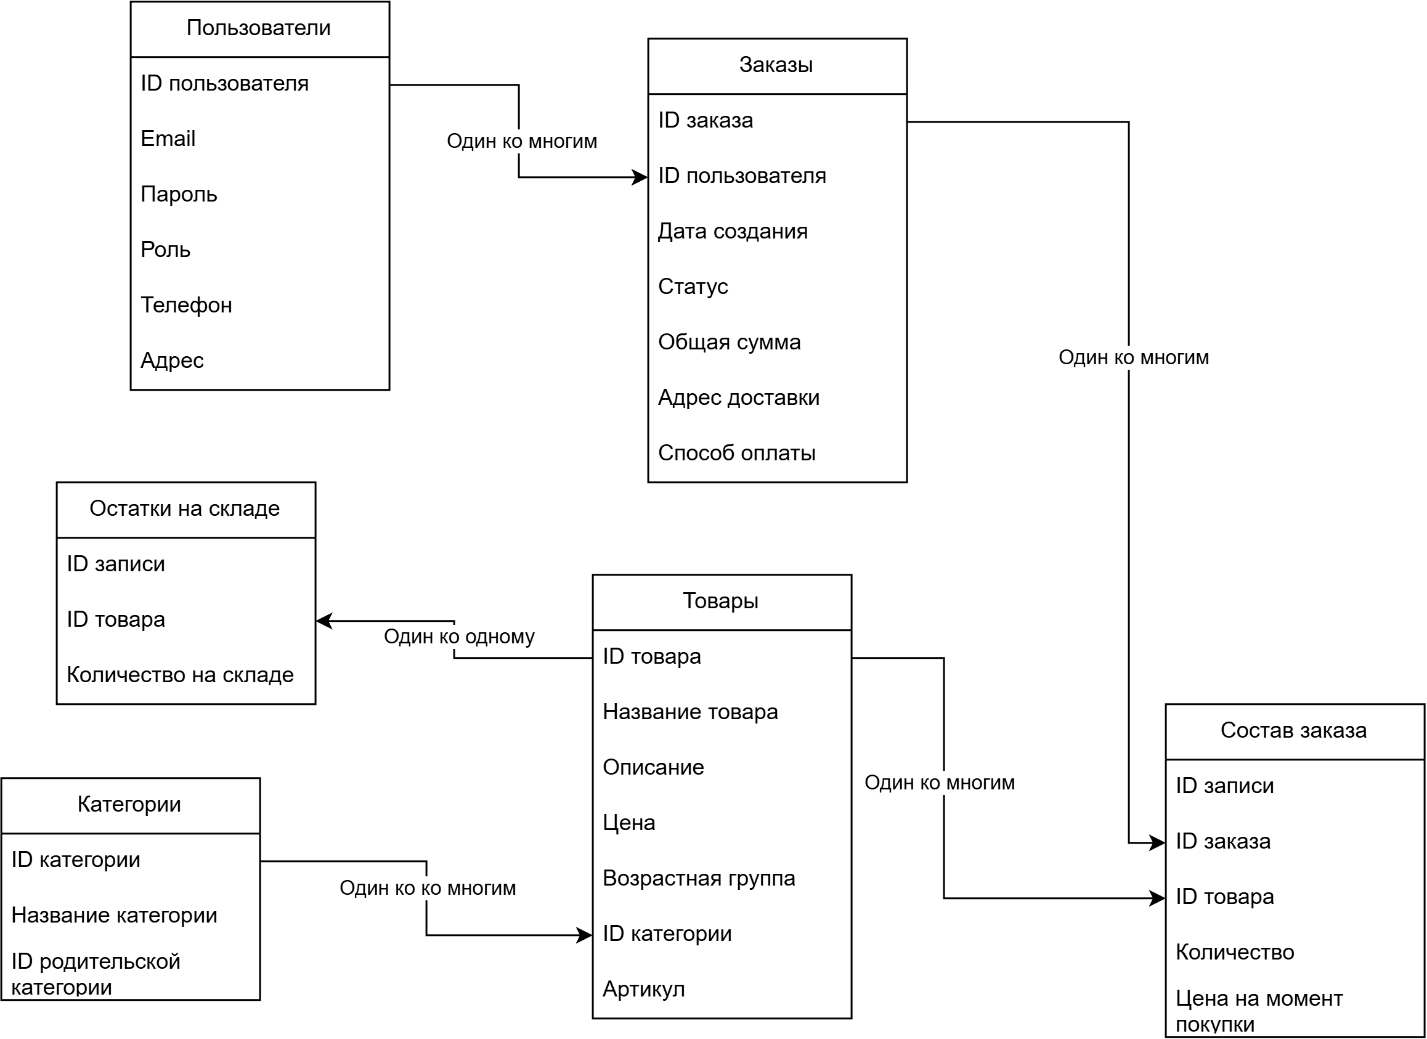 Пользователи
ID пользователя
Email
Пароль
Роль
Телефон
Адрес
Один ко многим
Заказы
ID заказа
ID пользователя
Дата создания
Статус
Общая сумма
Адрес доставки
Способ оплаты
Один ко многим
Остатки на складе
ID записи
ID товара
Количество на складе
Один ко одному
Товары
ID товара
Название товара
Описание
Цена
Возрастная группа
ID категории
Артикул
Один ко многим
Категории
ID категории
Название категории
ID родительской
категории
Один ко ко многим
Состав заказа
ID записи
ID заказа
ID товара
Количество
Цена на момент
покупки